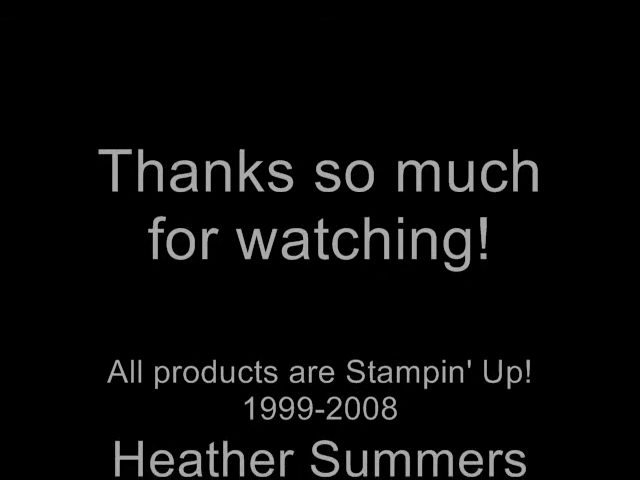 Thanks so much
for watching!
All products are Stampin' Up!
1999-2008
Heather Summers